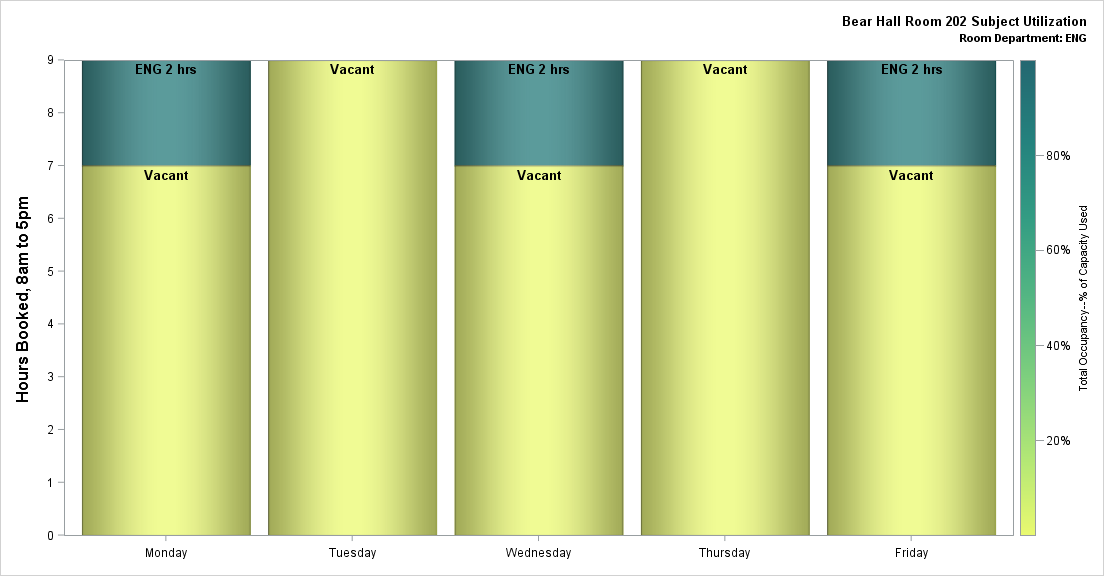 Bear Hall Room 202 Subject Utilization
Room Department: ENG
Hours Booked, 8am to 5pm
9
8
7
6
5
4
3
2
1
0
ENG 2 hrs
Vacant
Vacant
ENG 2 hrs
Vacant
Vacant
ENG 2 hrs
Vacant
Monday
Tuesday
Wednesday
Thursday
Friday
80%
60%
40%
20%
Total Occupancy--% of Capacity Used